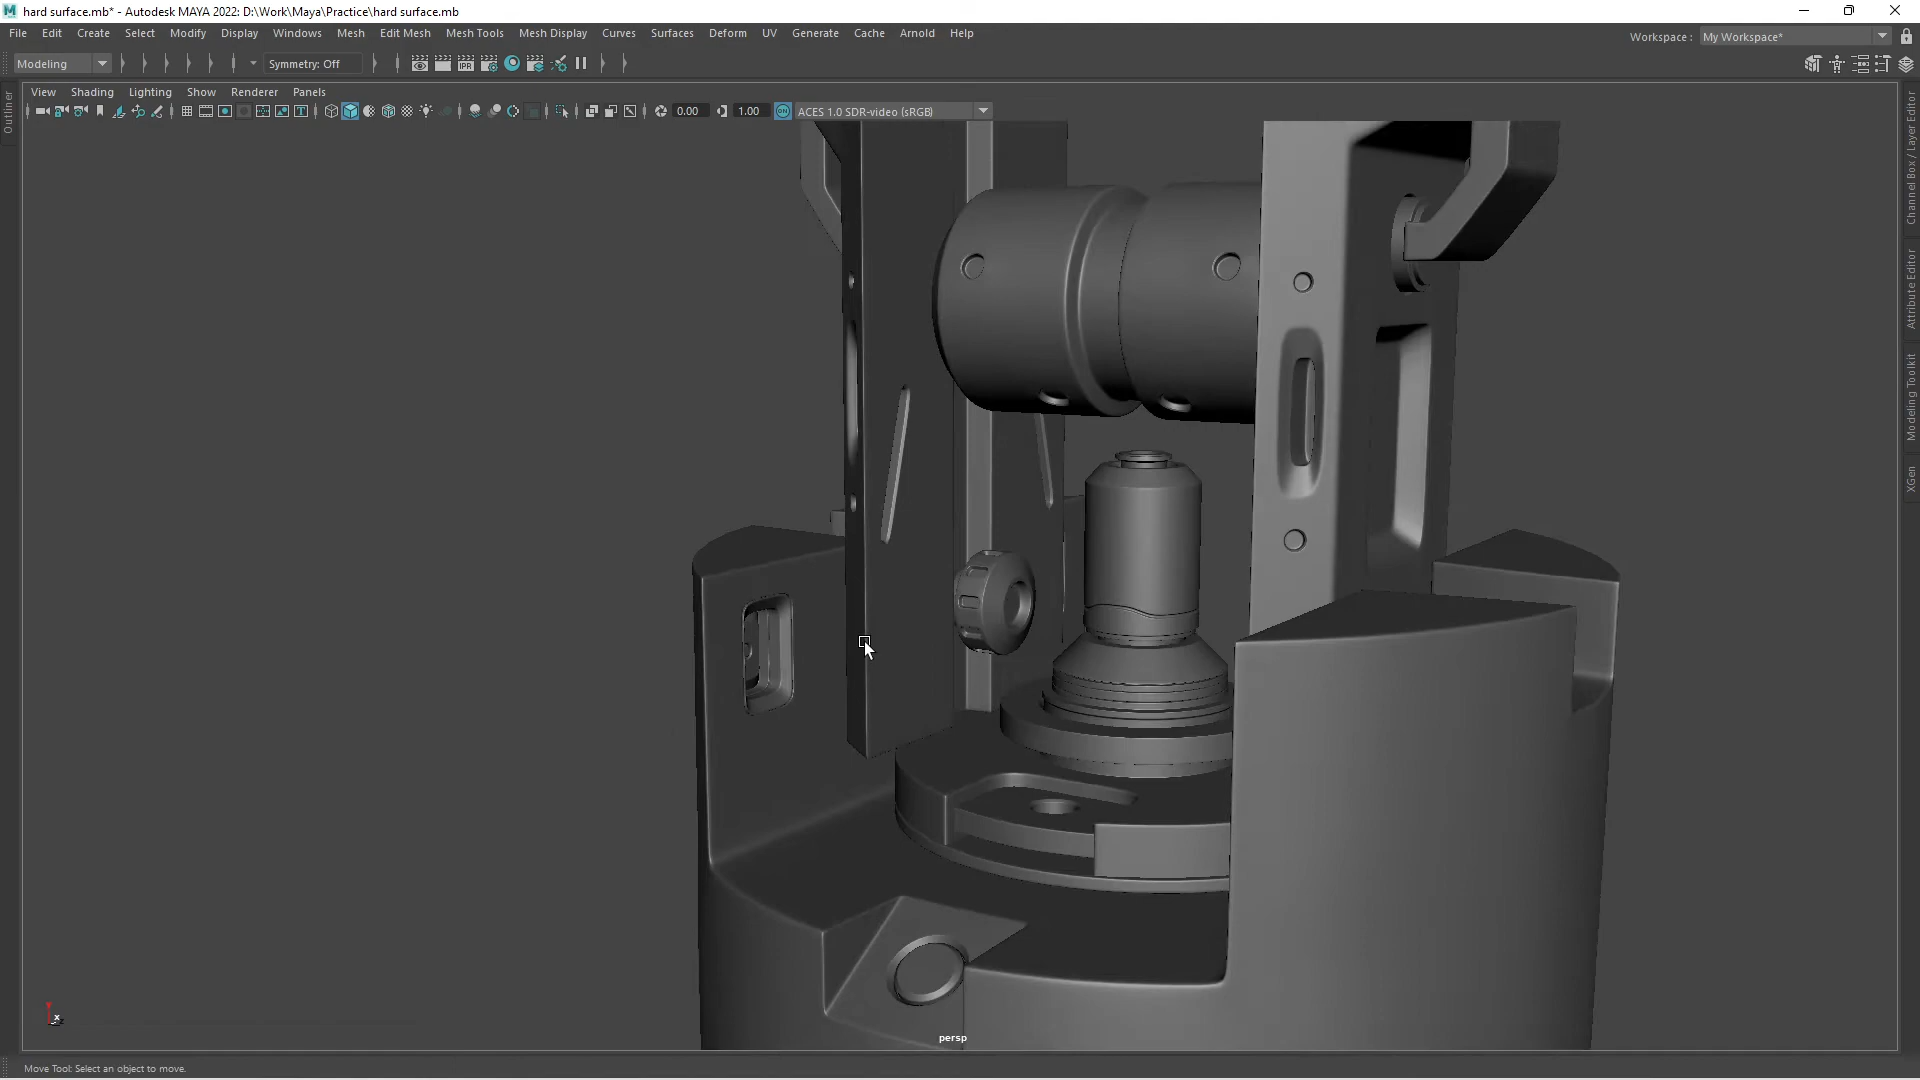 hard surface.mb* - Autodesk MAYA 2022: D:\Work\Maya\Practice\hard surface.mb
File Edit Create Select Modify Display Windows Mesh Edit Mesh Mesh Tools Mesh Display Curves Surfaces Deform UV Generate Cache Arnold Help
Workspace : My Workspace*
Modeling Symmetry: Off IPR
View Shading Lighting Show Renderer Panels
0.00 1.00 ON ACES 1.0 SDR-video (sRGB)
Outliner
Channel Box / Layer Editor
Attribute Editor
Modeling Toolkit
XGen
x
persp
Move Tool: Select an object to move.